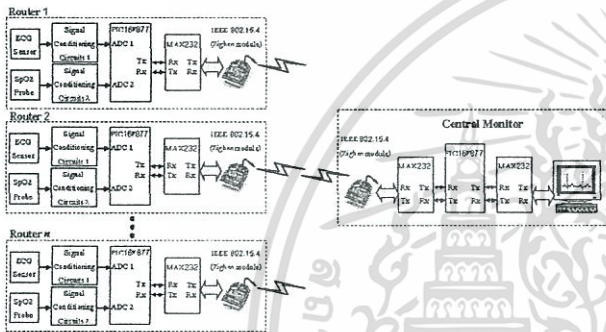 Router 1
ECG Sensor
Signal Conditioning Circuits 1
PIC16F877
ADC 1
ADC 2
Tx
Rx
MAX232
Rx Tx
Tx Rx
IEEE 802.15.4
(Zigbee module)
SpO2 Probe
Signal Conditioning Circuits 2
Router 2
ECG Sensor
Signal Conditioning Circuits 1
PIC16F877
ADC 1
ADC 2
Tx
Rx
MAX232
Rx Tx
Tx Rx
IEEE 802.15.4
(Zigbee module)
SpO2 Probe
Signal Conditioning Circuits 2
Central Monitor
IEEE 802.15.4
(Zigbee module)
MAX232
Rx Tx
Tx Rx
PIC16F877
Rx Tx
Tx Rx
MAX232
Rx Tx
Tx Rx
Router n
ECG Sensor
Signal Conditioning Circuits 1
PIC16F877
ADC 1
ADC 2
Tx
Rx
MAX232
Rx Tx
Tx Rx
IEEE 802.15.4
(Zigbee module)
SpO2 Probe
Signal Conditioning Circuits 2